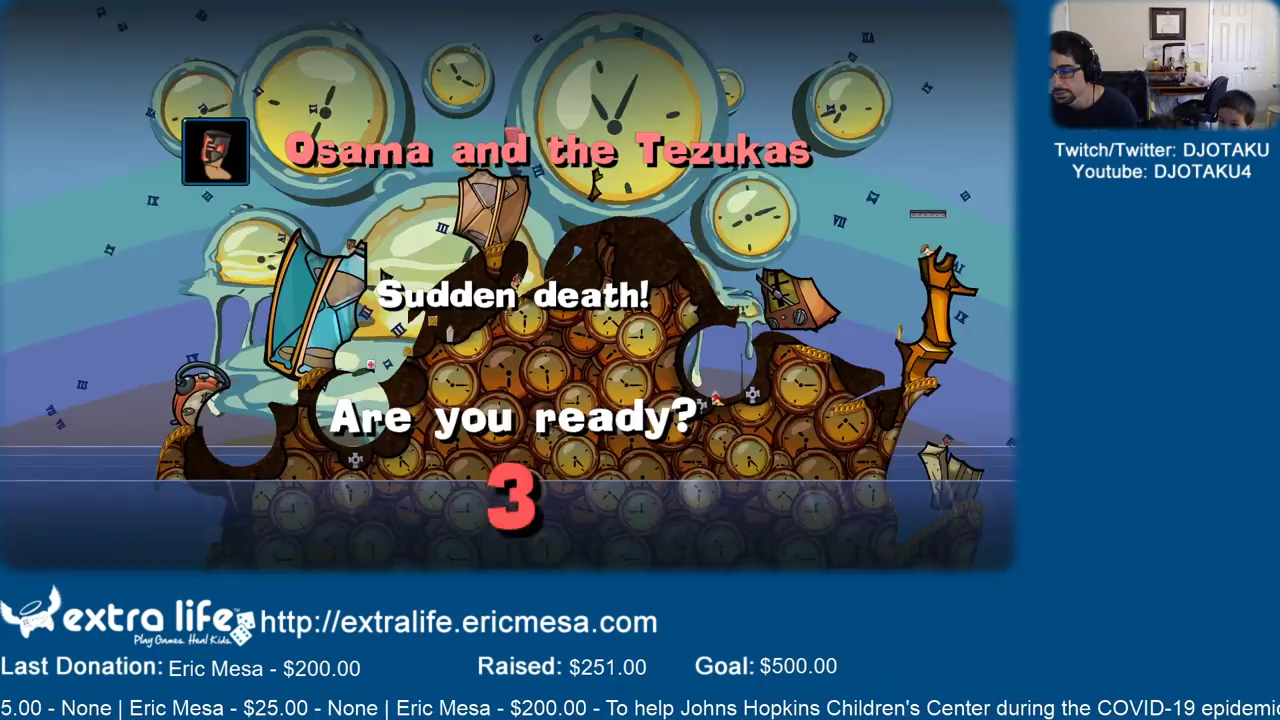 Osama and the Tezukas
Sudden death!
Are you ready?
3
Twitch/Twitter: DJOTAKU
Youtube: DJOTAKU4
extra life
Play Games. Heal Kids.
http://extralife.ericmesa.com
Last Donation: Eric Mesa - $200.00
Raised: $251.00
Goal: $500.00
5.00 - None | Eric Mesa - $25.00 - None | Eric Mesa - $200.00 - To help Johns Hopkins Children's Center during the COVID-19 epidemic